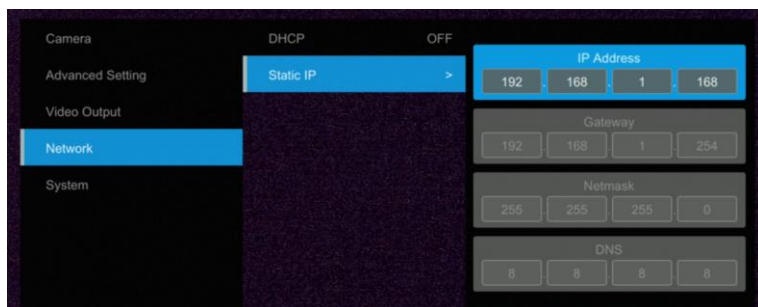 Camera
Advanced Setting
Video Output
Network
System
DHCP OFF
Static IP >
IP Address
192 . 168 . 1 . 168
Gateway
192 . 168 . 1 . 254
Netmask
255 . 255 . 255 . 0
DNS
8 . 8 . 8 . 8